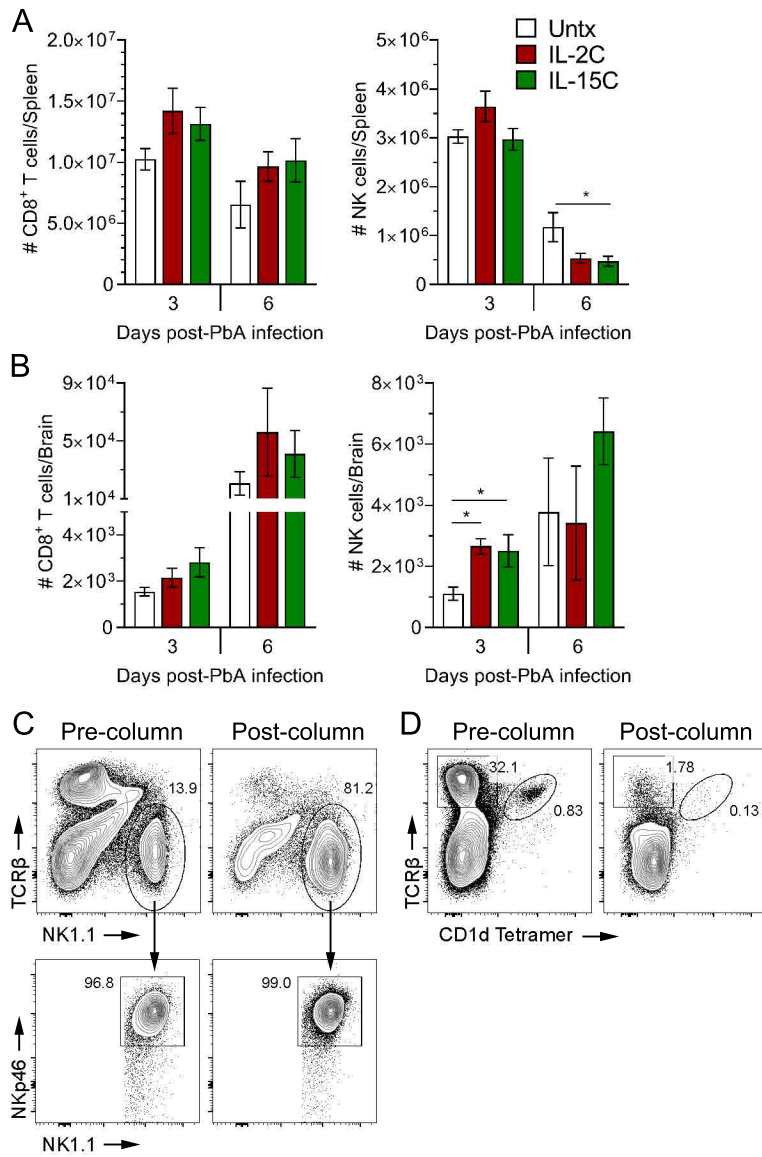 A
Untx
IL-2C
IL-15C
# CD8⁺ T cells/Spleen
2.0×10⁷
1.5×10⁷
1.0×10⁷
5.0×10⁶
0
3
6
Days post-PbA infection
# NK cells/Spleen
5×10⁶
4×10⁶
3×10⁶
2×10⁶
1×10⁶
0
*
3
6
Days post-PbA infection
B
# CD8⁺ T cells/Brain
9×10⁴
5×10⁴
1×10⁴
4×10³
2×10³
0
3
6
Days post-PbA infection
# NK cells/Brain
8×10³
6×10³
4×10³
2×10³
0
*
*
3
6
Days post-PbA infection
C
Pre-column
Post-column
13.9
81.2
TCRβ
NK1.1
96.8
99.0
NKp46
NK1.1
D
Pre-column
Post-column
32.1
0.83
1.78
0.13
TCRβ
CD1d Tetramer